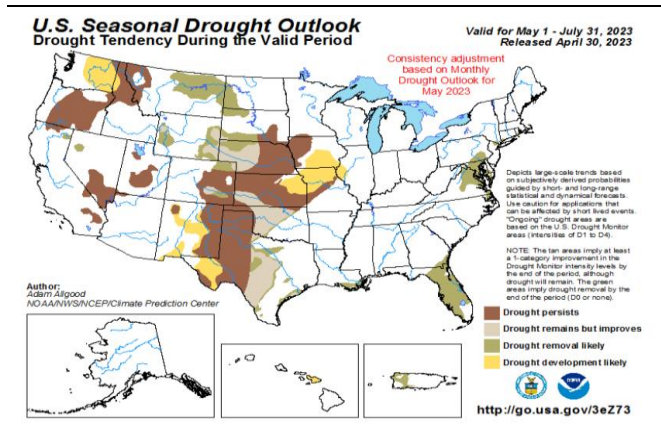 U.S. Seasonal Drought Outlook
Drought Tendency During the Valid Period
Valid for May 1 - July 31, 2023
Released April 30, 2023
Consistency adjustment
based on Monthly
Drought Outlook for
May 2023
Depicts large-scale trends based
on subjectively derived probabilities
guided by short- and long-range
statistical and dynamical forecasts.
Use caution for applications that
can be affected by short lived events.
"Ongoing" drought areas are
based on the U.S. Drought Monitor
areas (intensities of D1 to D4).
NOTE: The tan areas imply at least
a 1-category improvement in the
Drought Monitor intensity levels by
the end of the period, although
drought will remain. The green
areas imply drought removal by the
end of the period (D0 or none).
Author:
Adam Allgood
NOAA/NWS/NCEP/Climate Prediction Center
Drought persists
Drought remains but improves
Drought removal likely
Drought development likely
http://go.usa.gov/3eZ73